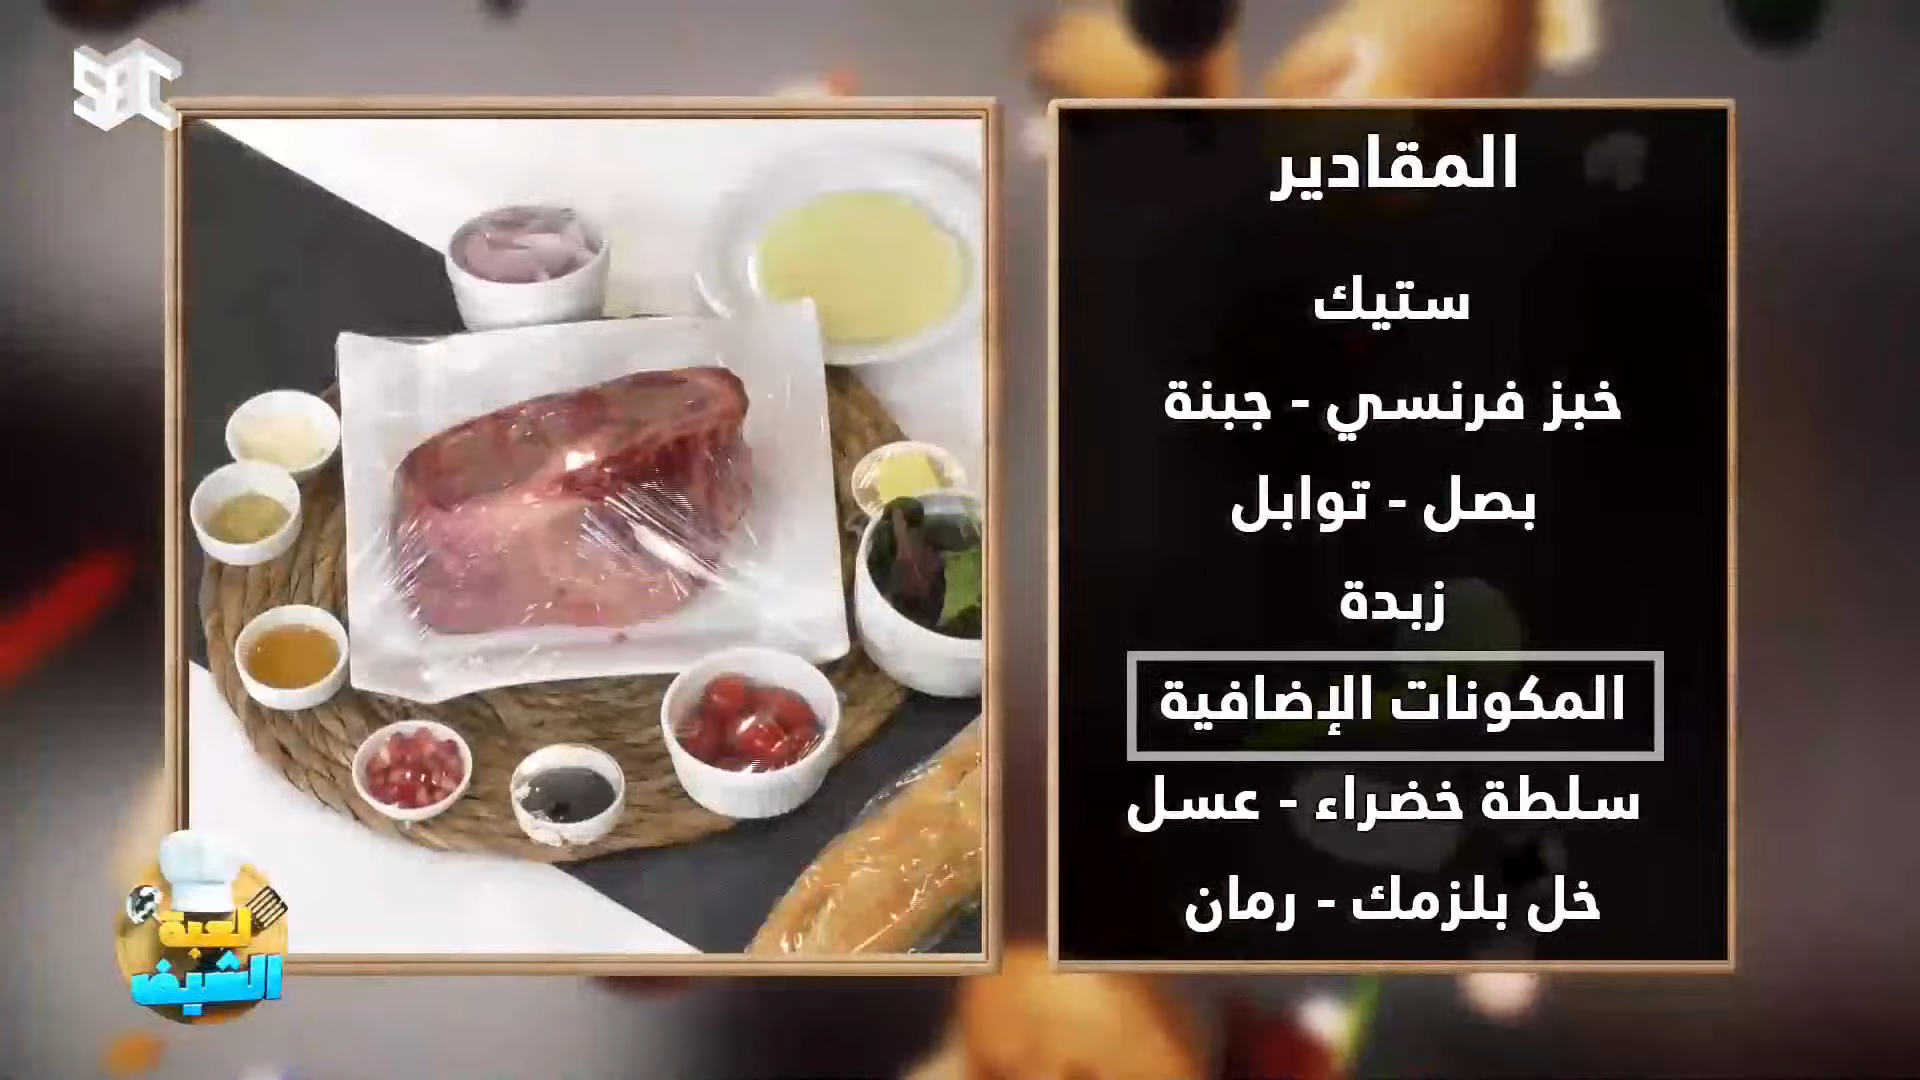 SBC
المقادير
ستيك
خبز فرنسي - جبنة
بصل - توابل
زبدة
المكونات الإضافية
سلطة خضراء - عسل
خل بلزمك - رمان
لعبة
الشيف